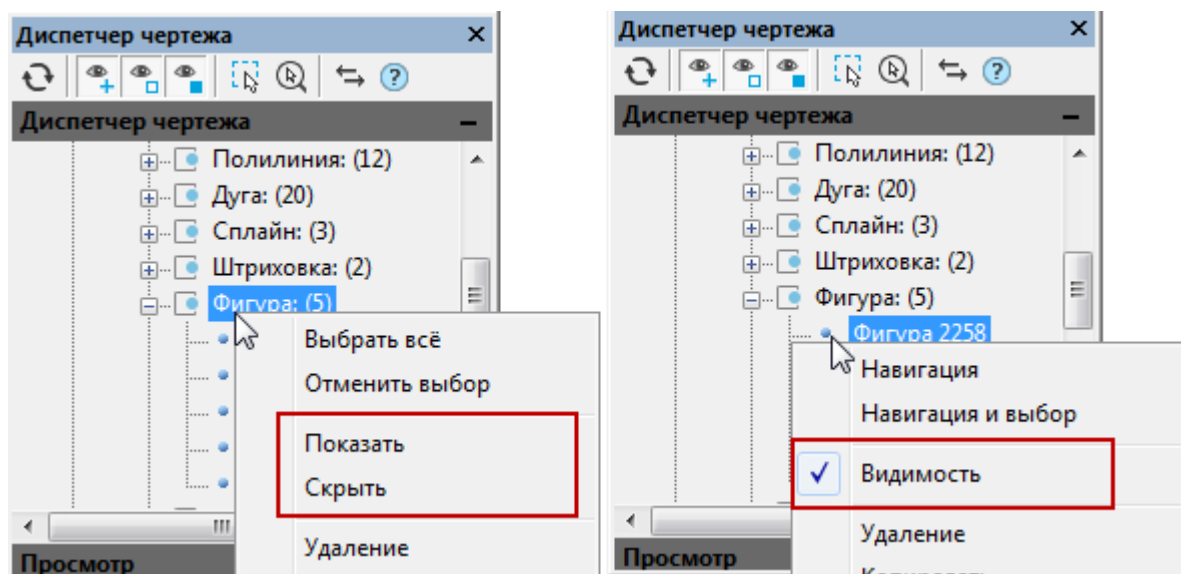 Диспетчер чертежа
Диспетчер чертежа
Полилиния: (12)
Дуга: (20)
Сплайн: (3)
Штриховка: (2)
Фигура: (5)
Выбрать всё
Отменить выбор
Показать
Скрыть
Удаление
Просмотр
Диспетчер чертежа
Диспетчер чертежа
Полилиния: (12)
Дуга: (20)
Сплайн: (3)
Штриховка: (2)
Фигура: (5)
Фигура 2258
Навигация
Навигация и выбор
Видимость
Удаление
Просмотр